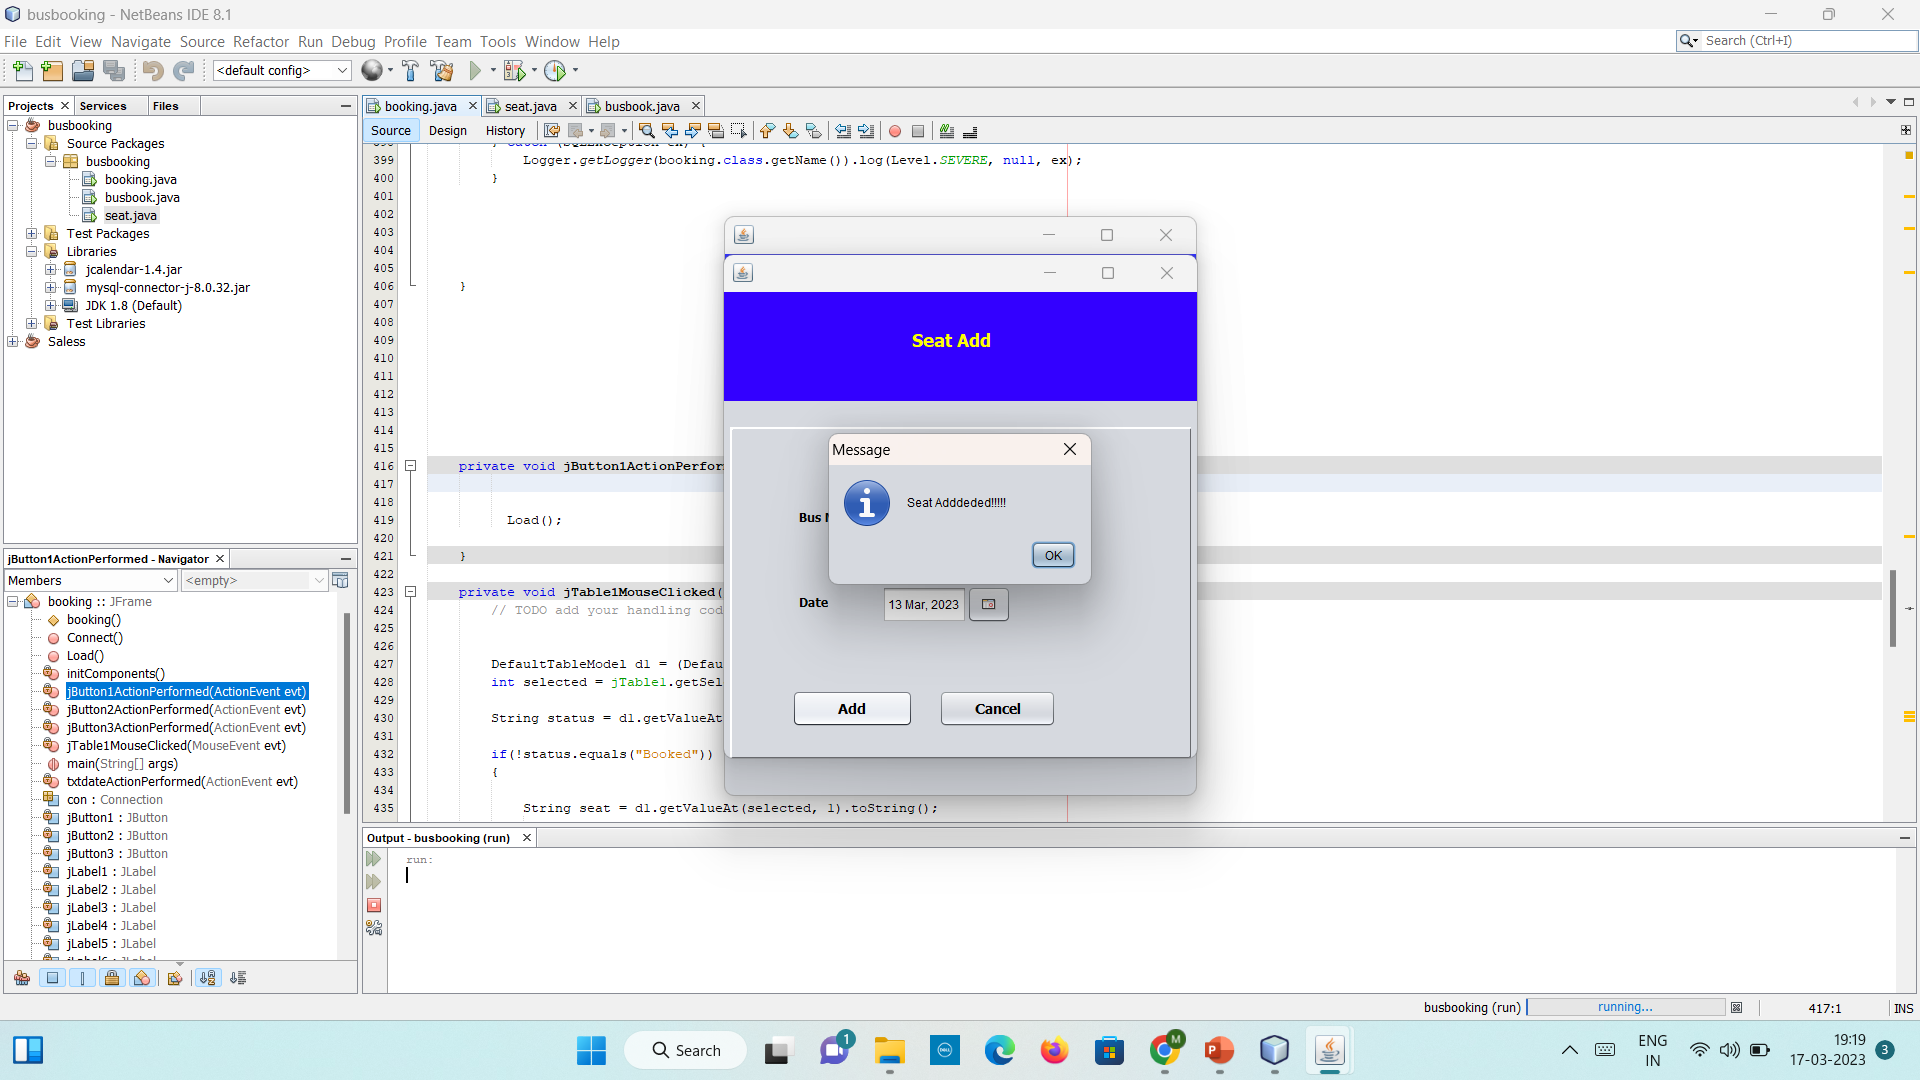 busbooking - NetBeans IDE 8.1
File Edit View Navigate Source Refactor Run Debug Profile Team Tools Window Help
Search (Ctrl+I)
<default config>
Projects Services Files
busbooking
Source Packages
busbooking
booking.java
busbook.java
seat.java
Test Packages
Libraries
jcalendar-1.4.jar
mysql-connector-j-8.0.32.jar
JDK 1.8 (Default)
Test Libraries
Saless
jButton1ActionPerformed - Navigator
Members <empty>
booking :: JFrame
booking()
Connect()
Load()
initComponents()
jButton1ActionPerformed(ActionEvent evt)
jButton2ActionPerformed(ActionEvent evt)
jButton3ActionPerformed(ActionEvent evt)
jTable1MouseClicked(MouseEvent evt)
main(String[] args)
txtdateActionPerformed(ActionEvent evt)
con : Connection
jButton1 : JButton
jButton2 : JButton
jButton3 : JButton
jLabel1 : JLabel
jLabel2 : JLabel
jLabel3 : JLabel
jLabel4 : JLabel
jLabel5 : JLabel
booking.java seat.java busbook.java
Source Design History
399 Logger.getLogger(booking.class.getName()).log(Level.SEVERE, null, ex);
400 }
401
402
403
404
405
406 }
407
408
409
410
411
412
413
414
415
416 private void jButton1ActionPerfor
417
418
419 Load();
420
421 }
422
423 private void jTable1MouseClicked(
424 // TODO add your handling cod
425
426
427 DefaultTableModel d1 = (Defau
428 int selected = jTable1.getSel
429
430 String status = d1.getValueAt
431
432 if(!status.equals("Booked"))
433 {
434
435 String seat = d1.getValueAt(selected, 1).toString();
Seat Add
Bus
Date 13 Mar, 2023
Add Cancel
Message
Seat Adddeded!!!!!
OK
Output - busbooking (run)
run:
busbooking (run) running... 417:1 INS
Search
1
M
ENG
IN
19:19
17-03-2023
3